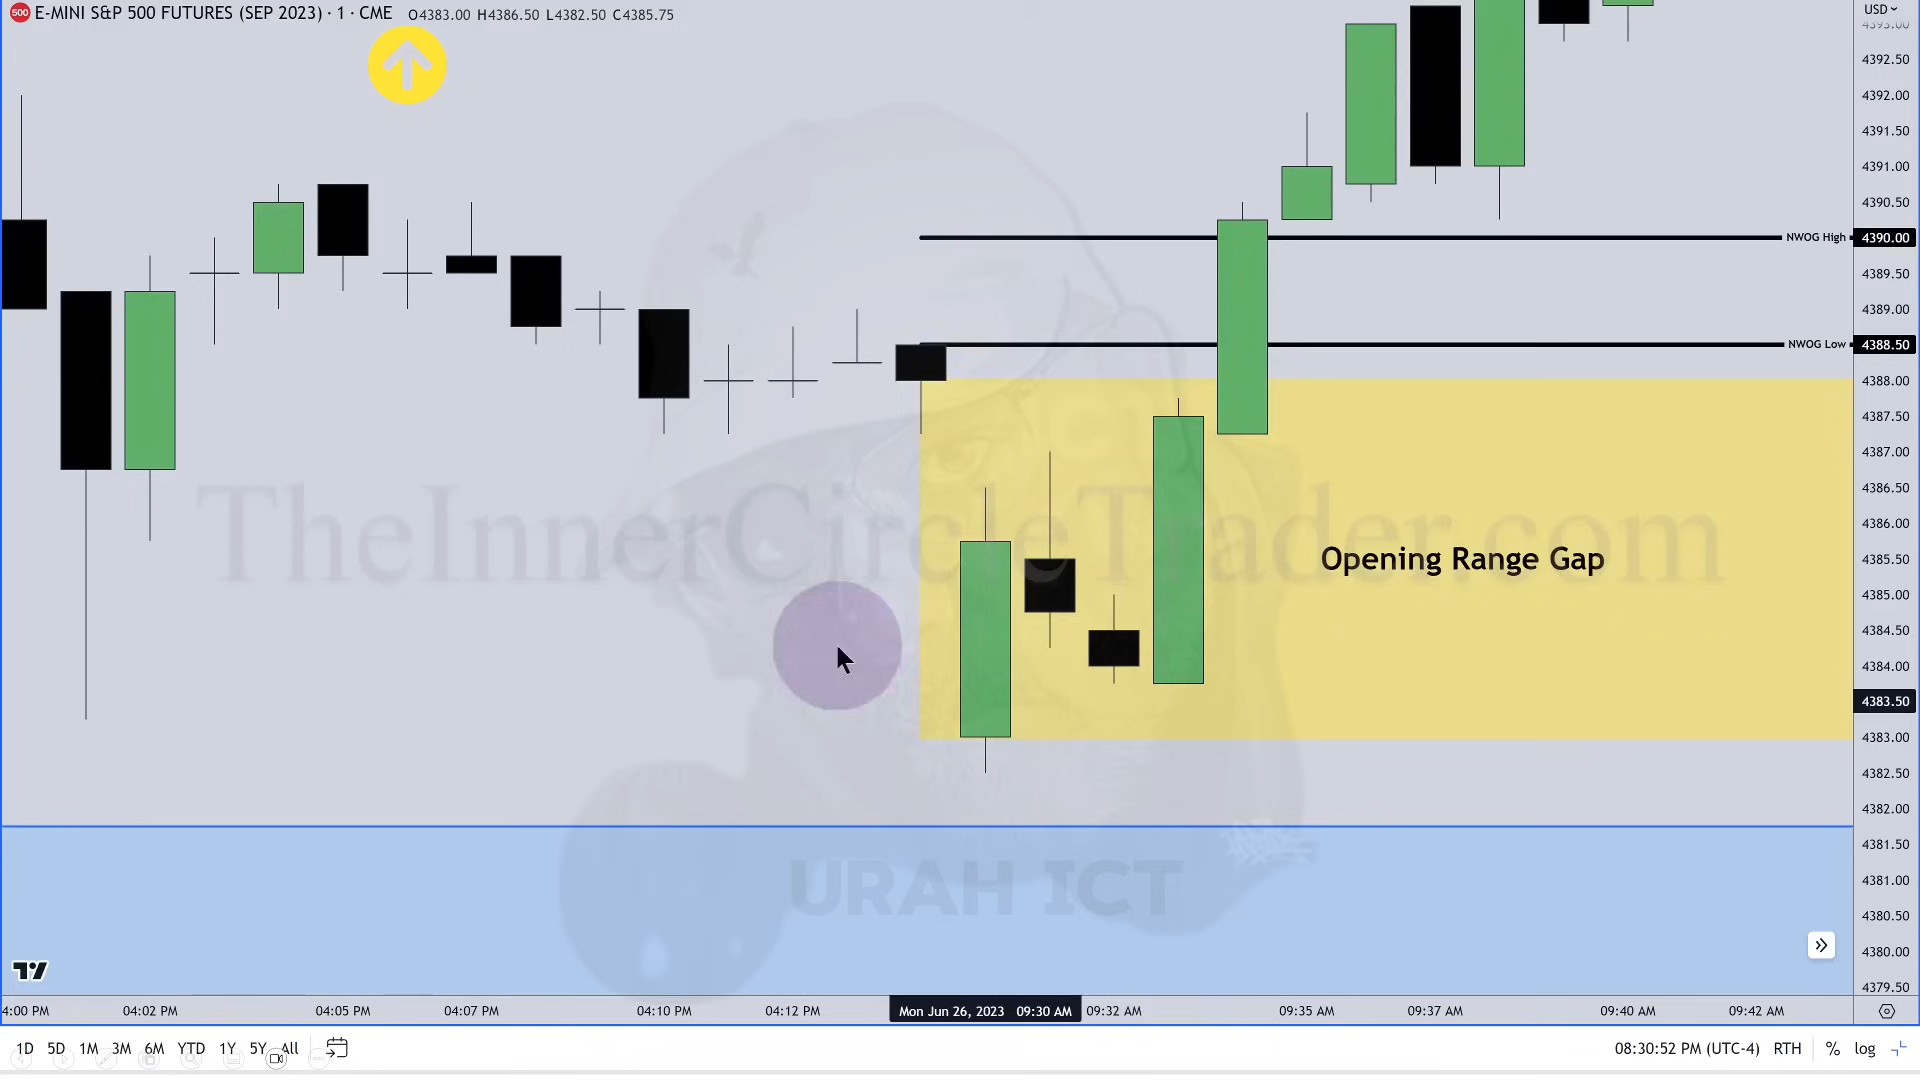 500 E-MINI S&P 500 FUTURES (SEP 2023) · 1 · CME O4383.00 H4386.50 L4382.50 C4385.75
USD
4393.00
4392.50
4392.00
4391.50
4391.00
4390.50
NWOG High 4390.00
4389.50
4389.00
NWOG Low 4388.50
4388.00
4387.50
4387.00
4386.50
4386.00
TheInnerCircleTrader.com
Opening Range Gap
4385.50
4385.00
4384.50
4384.00
4383.50
4383.00
4382.50
4382.00
4381.50
4381.00
URAH ICT
4380.50
4380.00
4379.50
4:00 PM 04:02 PM 04:05 PM 04:07 PM 04:10 PM 04:12 PM Mon Jun 26, 2023 09:30 AM 09:32 AM 09:35 AM 09:37 AM 09:40 AM 09:42 AM
1D 5D 1M 3M 6M YTD 1Y 5Y All 08:30:52 PM (UTC-4) RTH % log